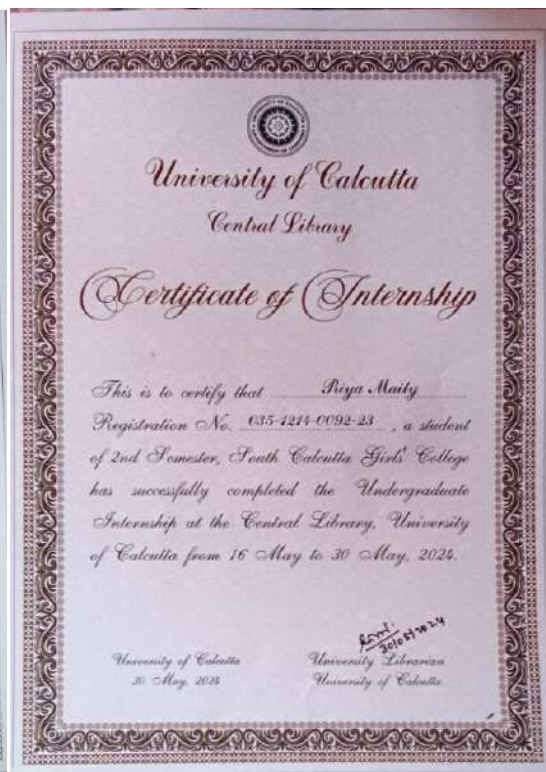 University of Calcutta
Central Library
Certificate of Internship
This is to certify that Priya Maity
Registration No. 035-1214-0092-23, a student
of 2nd Semester, South Calcutta Girls' College
has successfully completed the Undergraduate
Internship at the Central Library, University
of Calcutta from 16 May to 30 May, 2024.
30/05/2024
University of Calcutta
30 May, 2024
University Librarian
University of Calcutta